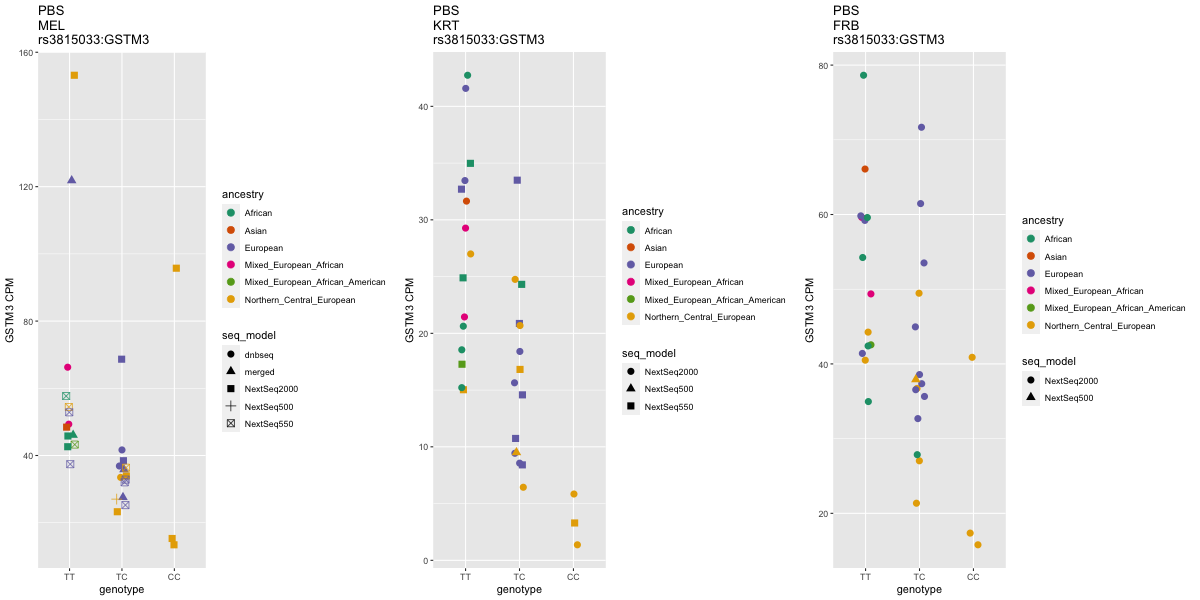 PBS
MEL
rs3815033:GSTM3
160
120
80
40
GSTM3 CPM
TT
TC
CC
genotype
ancestry
African
Asian
European
Mixed_European_African
Mixed_European_African_American
Northern_Central_European
seq_model
dnbseq
merged
NextSeq2000
NextSeq500
NextSeq550
PBS
KRT
rs3815033:GSTM3
40
30
20
10
0
GSTM3 CPM
TT
TC
CC
genotype
ancestry
African
Asian
European
Mixed_European_African
Mixed_European_African_American
Northern_Central_European
seq_model
NextSeq2000
NextSeq500
NextSeq550
PBS
FRB
rs3815033:GSTM3
80
60
40
20
GSTM3 CPM
TT
TC
CC
genotype
ancestry
African
Asian
European
Mixed_European_African
Mixed_European_African_American
Northern_Central_European
seq_model
NextSeq2000
NextSeq500